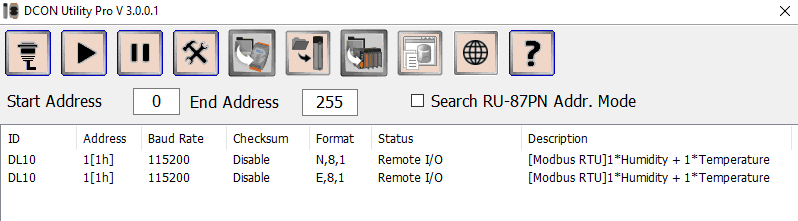 DCON Utility Pro V 3.0.0.1
Start Address 0 End Address 255 Search RU-87PN Addr. Mode
ID Address Baud Rate Checksum Format Status Description
DL10 1[1h] 115200 Disable N,8,1 Remote I/O [Modbus RTU]1*Humidity + 1*Temperature
DL10 1[1h] 115200 Disable E,8,1 Remote I/O [Modbus RTU]1*Humidity + 1*Temperature